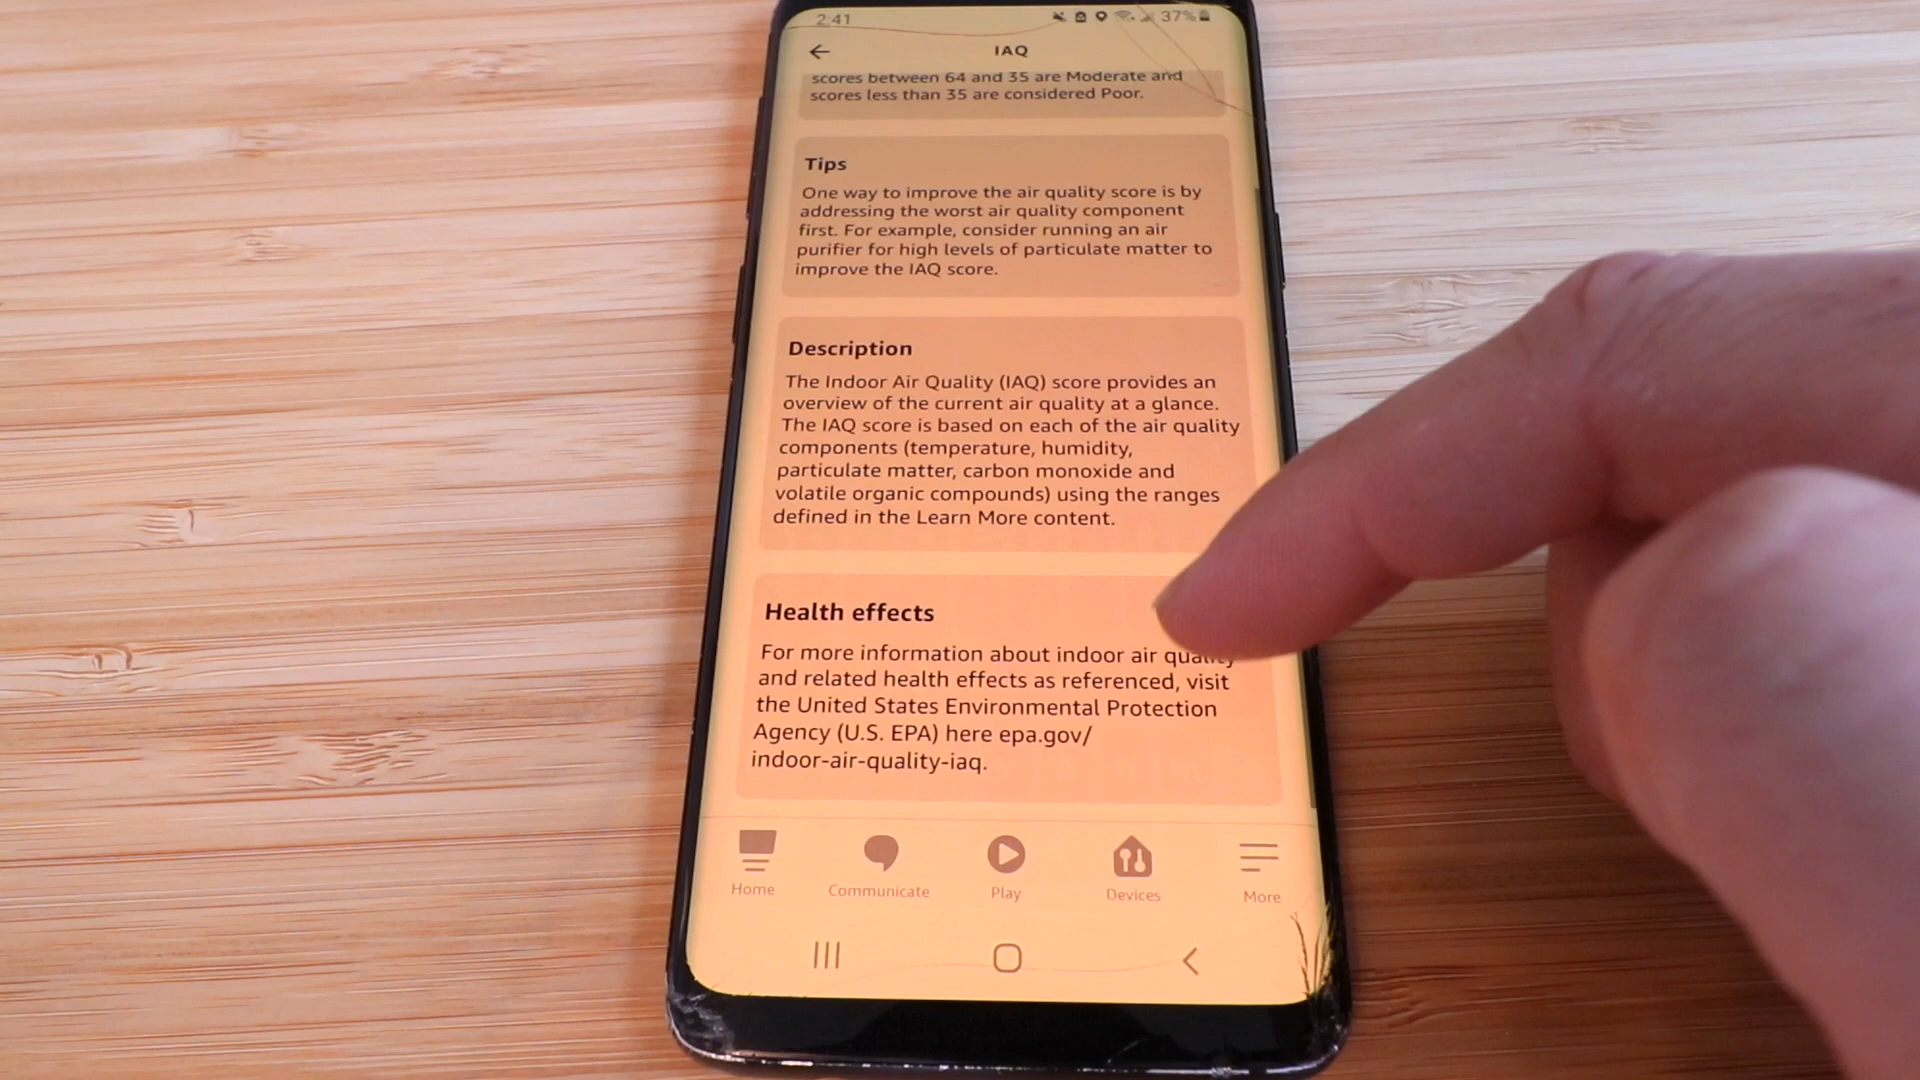 2:41
37%
IAQ
scores between 64 and 35 are Moderate and
scores less than 35 are considered Poor.
Tips
One way to improve the air quality score is by
addressing the worst air quality component
first. For example, consider running an air
purifier for high levels of particulate matter to
improve the IAQ score.
Description
The Indoor Air Quality (IAQ) score provides an
overview of the current air quality at a glance.
The IAQ score is based on each of the air quality
components (temperature, humidity,
particulate matter, carbon monoxide and
volatile organic compounds) using the ranges
defined in the Learn More content.
Health effects
For more information about indoor air quality
and related health effects as referenced, visit
the United States Environmental Protection
Agency (U.S. EPA) here epa.gov/
indoor-air-quality-iaq.
Home
Communicate
Play
Devices
More